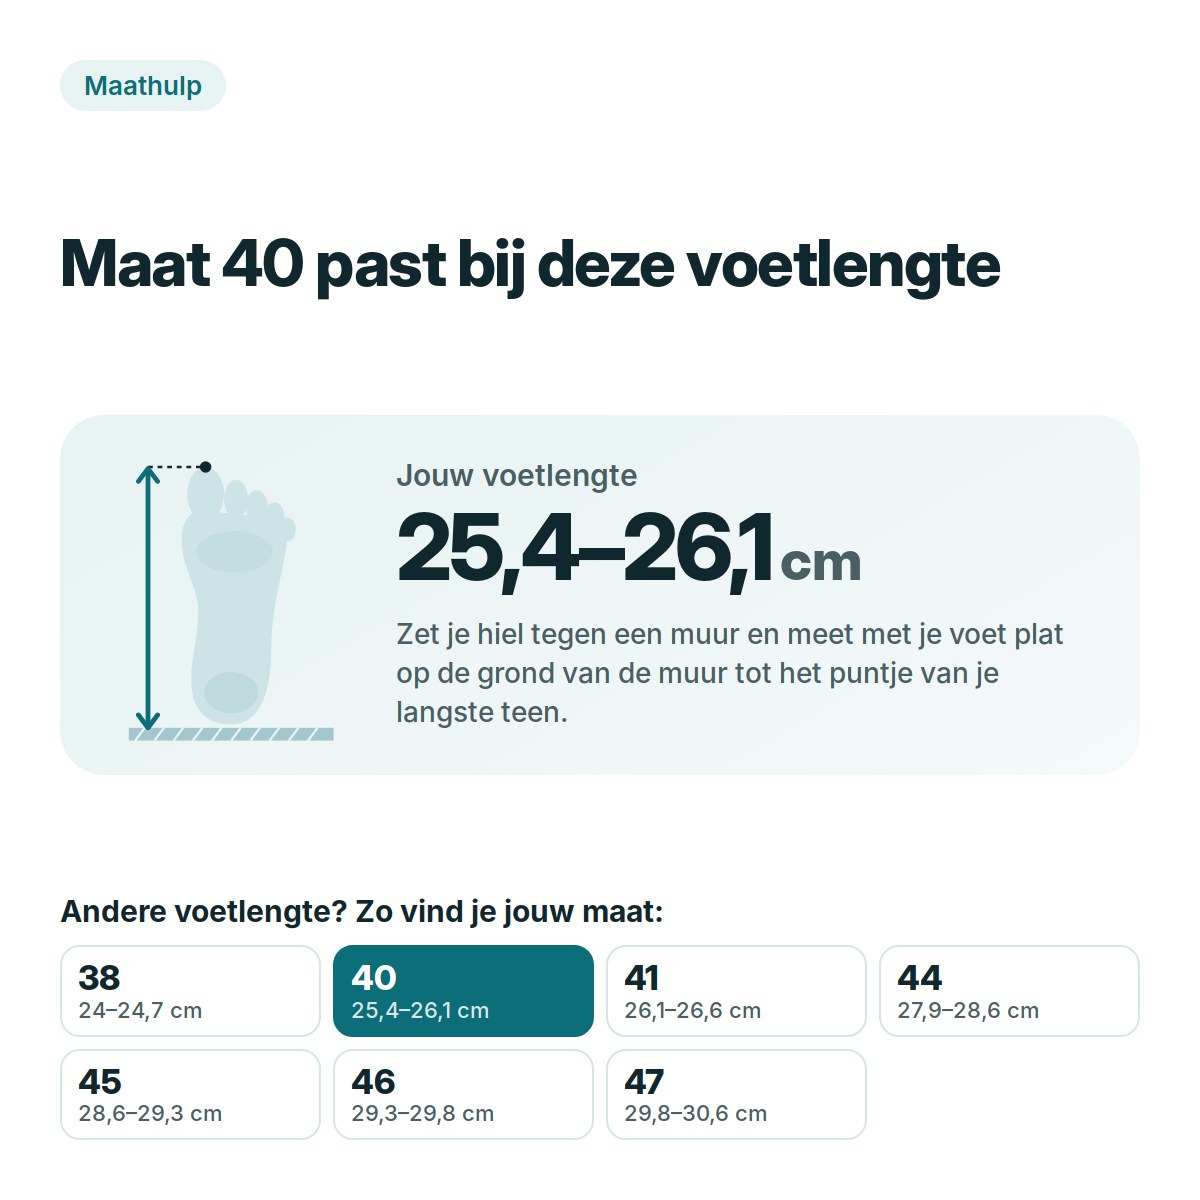 Maathulp
Maat 40 past bij deze voetlengte
Jouw voetlengte
25,4–26,1 cm
Zet je hiel tegen een muur en meet met je voet plat
op de grond van de muur tot het puntje van je
langste teen.
Andere voetlengte? Zo vind je jouw maat:
38
24–24,7 cm
40
25,4–26,1 cm
41
26,1–26,6 cm
44
27,9–28,6 cm
45
28,6–29,3 cm
46
29,3–29,8 cm
47
29,8–30,6 cm